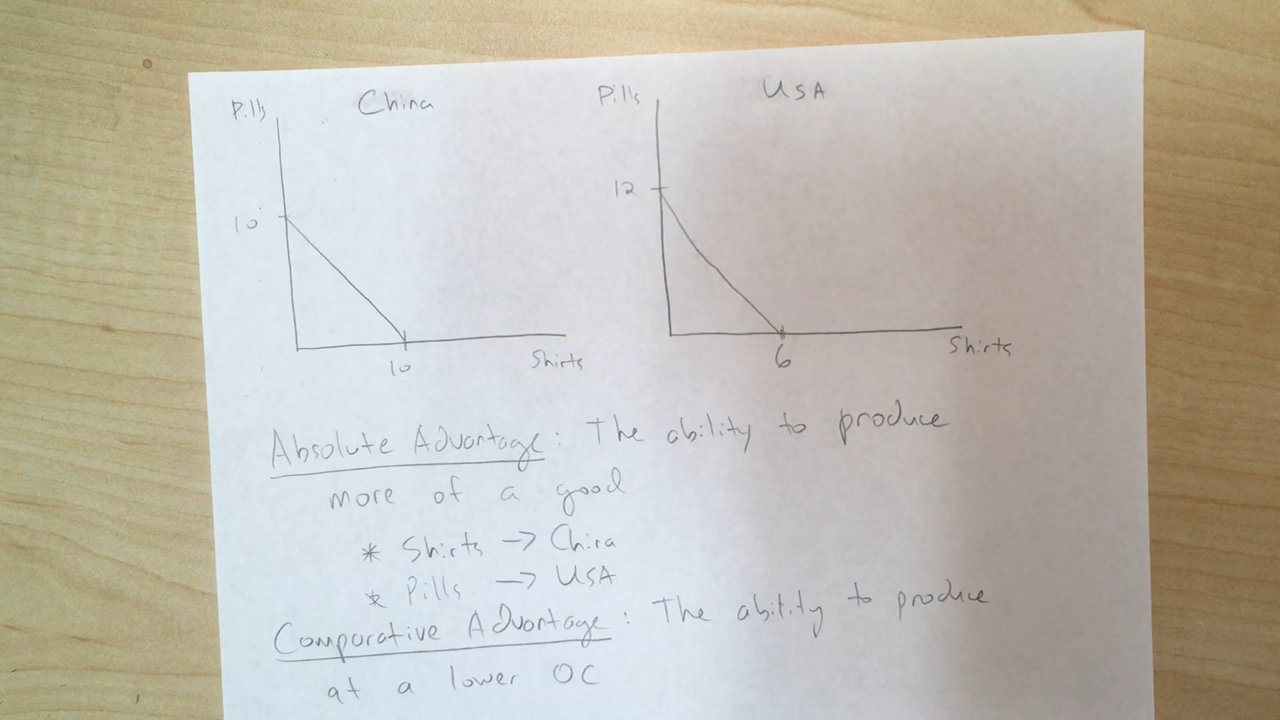 Pills China
10
10 Shirts
Pills USA
12
6 Shirts
Absolute Advantage: The ability to produce
more of a good
* Shirts -> China
* Pills -> USA
Comparative Advantage: The ability to produce
at a lower OC